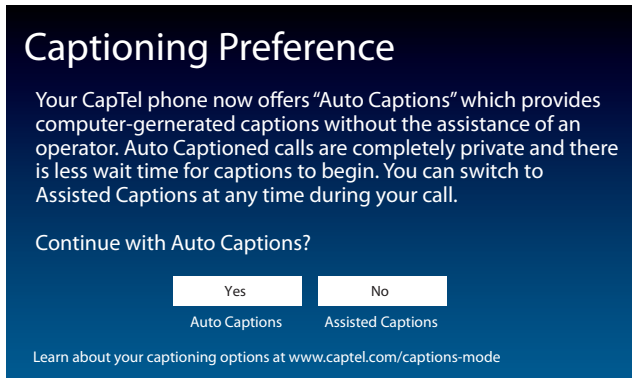 Captioning Preference
Your CapTel phone now offers “Auto Captions” which provides
computer-gernerated captions without the assistance of an
operator. Auto Captioned calls are completely private and there
is less wait time for captions to begin. You can switch to
Assisted Captions at any time during your call.
Continue with Auto Captions?
Yes No
Auto Captions Assisted Captions
Learn about your captioning options at www.captel.com/captions-mode